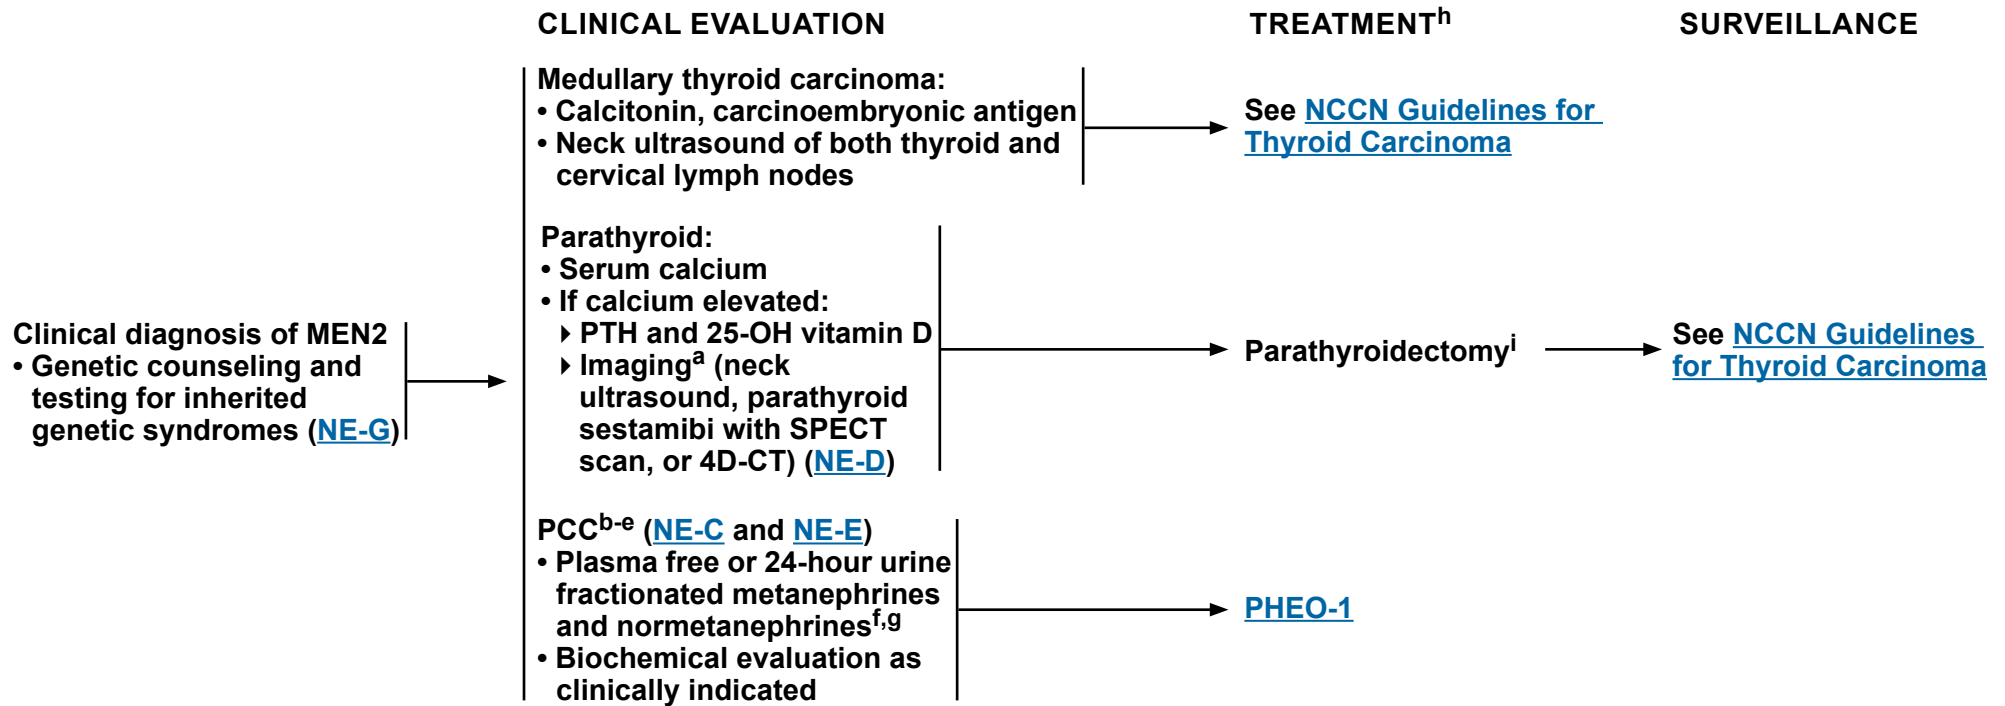 CLINICAL EVALUATION
TREATMENTʰ
SURVEILLANCE
Medullary thyroid carcinoma:
• Calcitonin, carcinoembryonic antigen
• Neck ultrasound of both thyroid and
cervical lymph nodes
See NCCN Guidelines for
Thyroid Carcinoma
Clinical diagnosis of MEN2
• Genetic counseling and
testing for inherited
genetic syndromes (NE-G)
Parathyroid:
• Serum calcium
• If calcium elevated:
▸ PTH and 25-OH vitamin D
▸ Imagingᵃ (neck
ultrasound, parathyroid
sestamibi with SPECT
scan, or 4D-CT) (NE-D)
Parathyroidectomyⁱ
See NCCN Guidelines
for Thyroid Carcinoma
PCCᵇ⁻ᵉ (NE-C and NE-E)
• Plasma free or 24-hour urine
fractionated metanephrines
and normetanephrinesᶠ,ᵍ
• Biochemical evaluation as
clinically indicated
PHEO-1